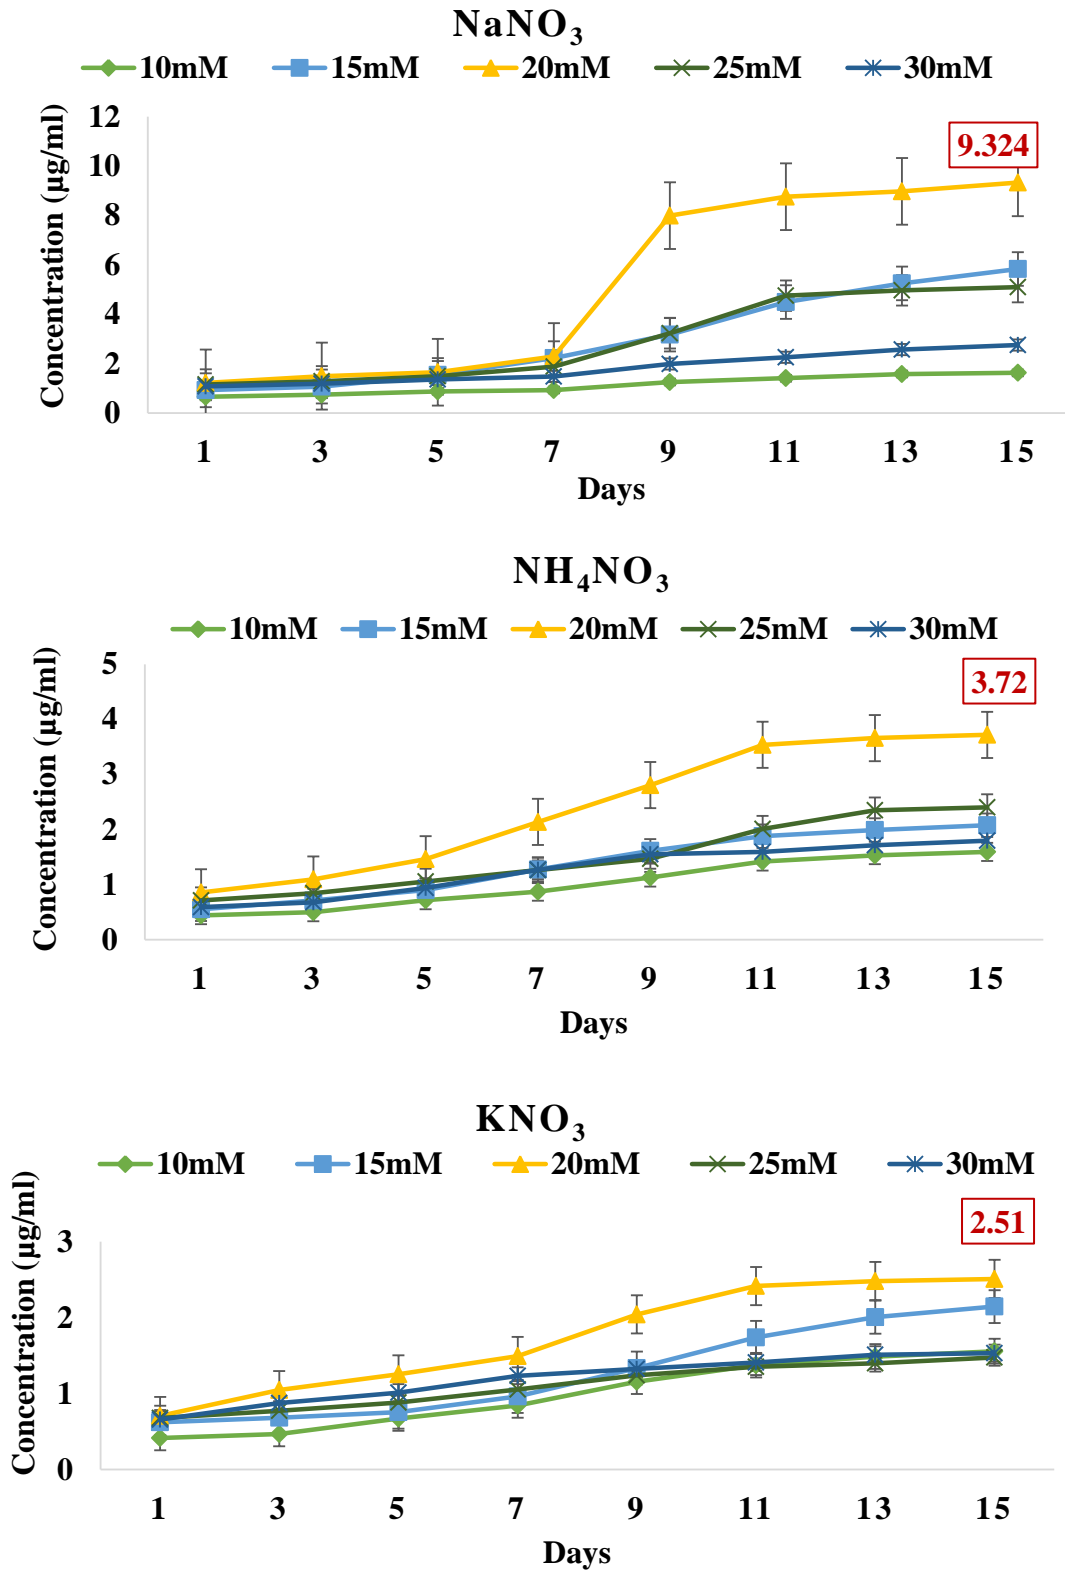 NaNO₃
10mM 15mM 20mM 25mM 30mM
Concentration (µg/ml)
12
10
8
6
4
2
0
9.324
1 3 5 7 9 11 13 15
Days
NH₄NO₃
10mM 15mM 20mM 25mM 30mM
Concentration (µg/ml)
5
4
3
2
1
0
3.72
1 3 5 7 9 11 13 15
Days
KNO₃
10mM 15mM 20mM 25mM 30mM
Concentration (µg/ml)
3
2
1
0
2.51
1 3 5 7 9 11 13 15
Days